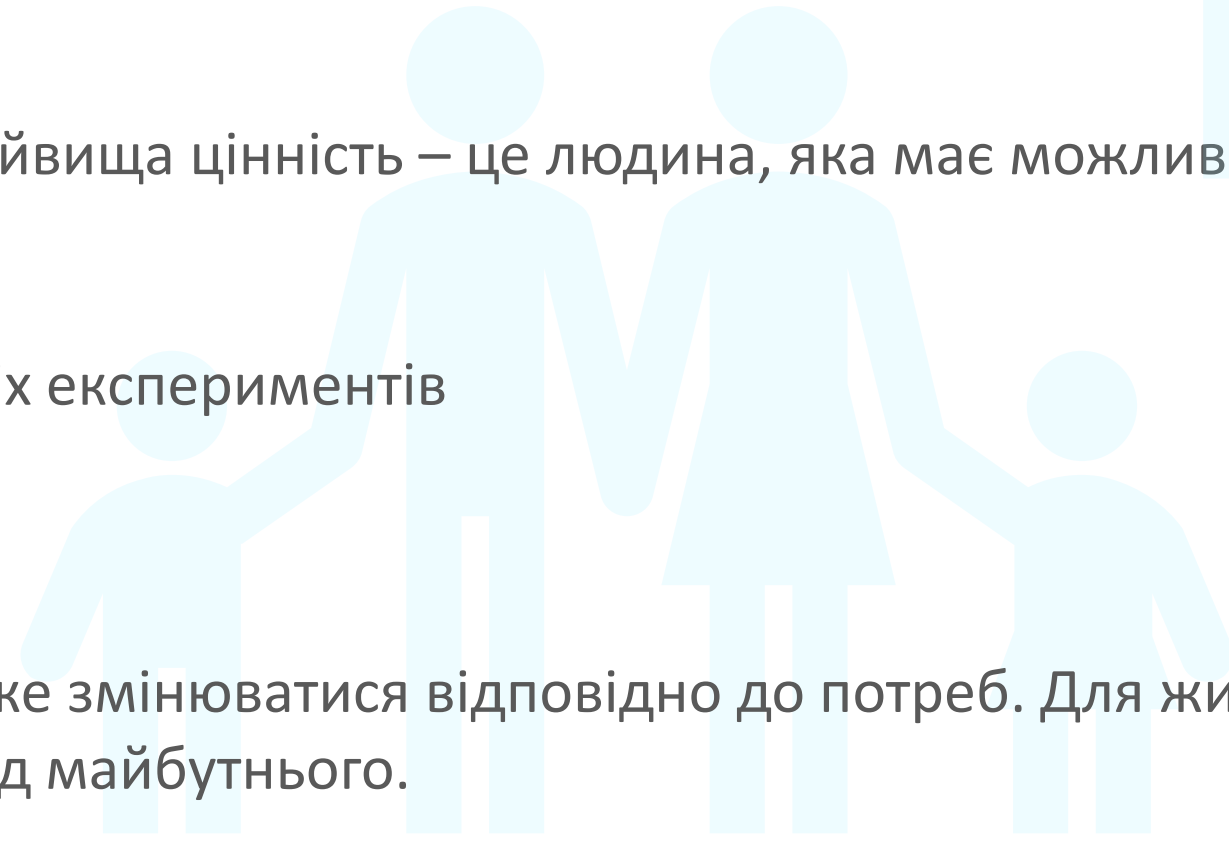 йвища цінність – це людина, яка має можлив
х експериментів
же змінюватися відповідно до потреб. Для жи
д майбутнього.